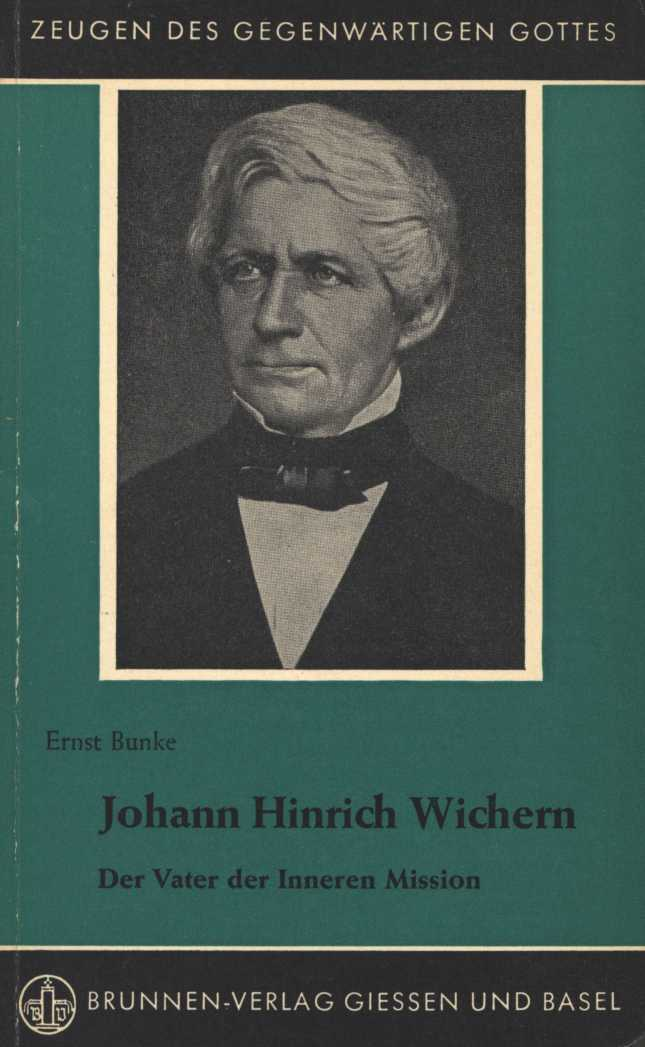 ZEUGEN DES GEGENWÄRTIGEN GOTTES
Ernst Bunke
Johann Hinrich Wichern
Der Vater der Inneren Mission
BV
BRUNNEN-VERLAG GIESSEN UND BASEL